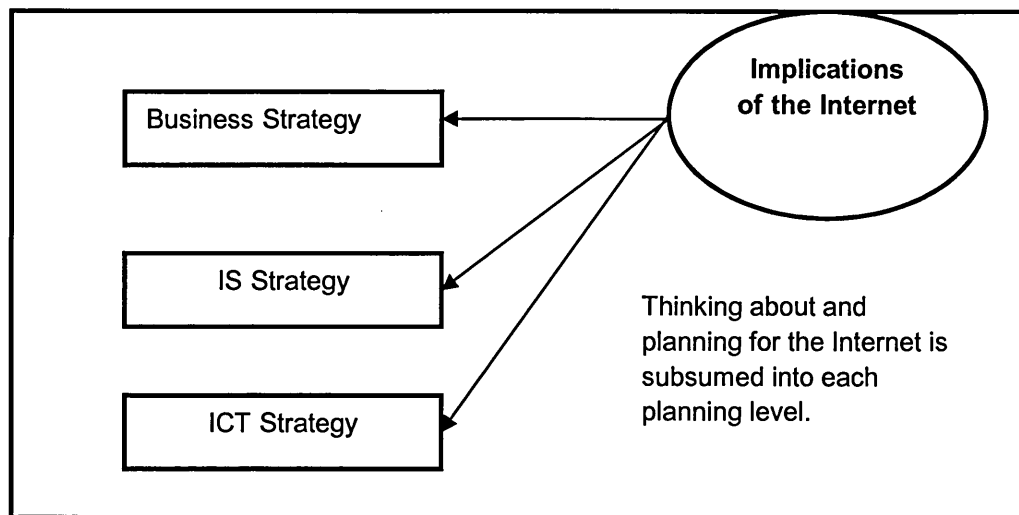 Implications
of the Internet
Business Strategy
IS Strategy
ICT Strategy
Thinking about and
planning for the Internet is
subsumed into each
planning level.